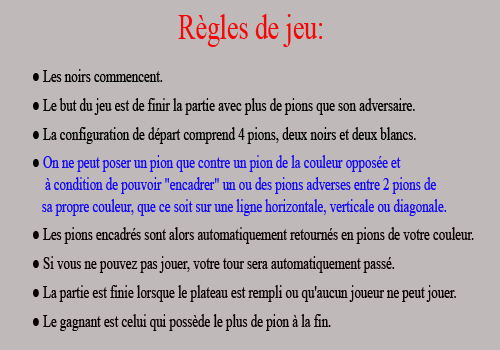 Règles de jeu:
● Les noirs commencent.
● Le but du jeu est de finir la partie avec plus de pions que son adversaire.
● La configuration de départ comprend 4 pions, deux noirs et deux blancs.
● On ne peut poser un pion que contre un pion de la couleur opposée et
à condition de pouvoir "encadrer" un ou des pions adverses entre 2 pions de
sa propre couleur, que ce soit sur une ligne horizontale, verticale ou diagonale.
● Les pions encadrés sont alors automatiquement retournés en pions de votre couleur.
● Si vous ne pouvez pas jouer, votre tour sera automatiquement passé.
● La partie est finie lorsque le plateau est rempli ou qu'aucun joueur ne peut jouer.
● Le gagnant est celui qui possède le plus de pion à la fin.